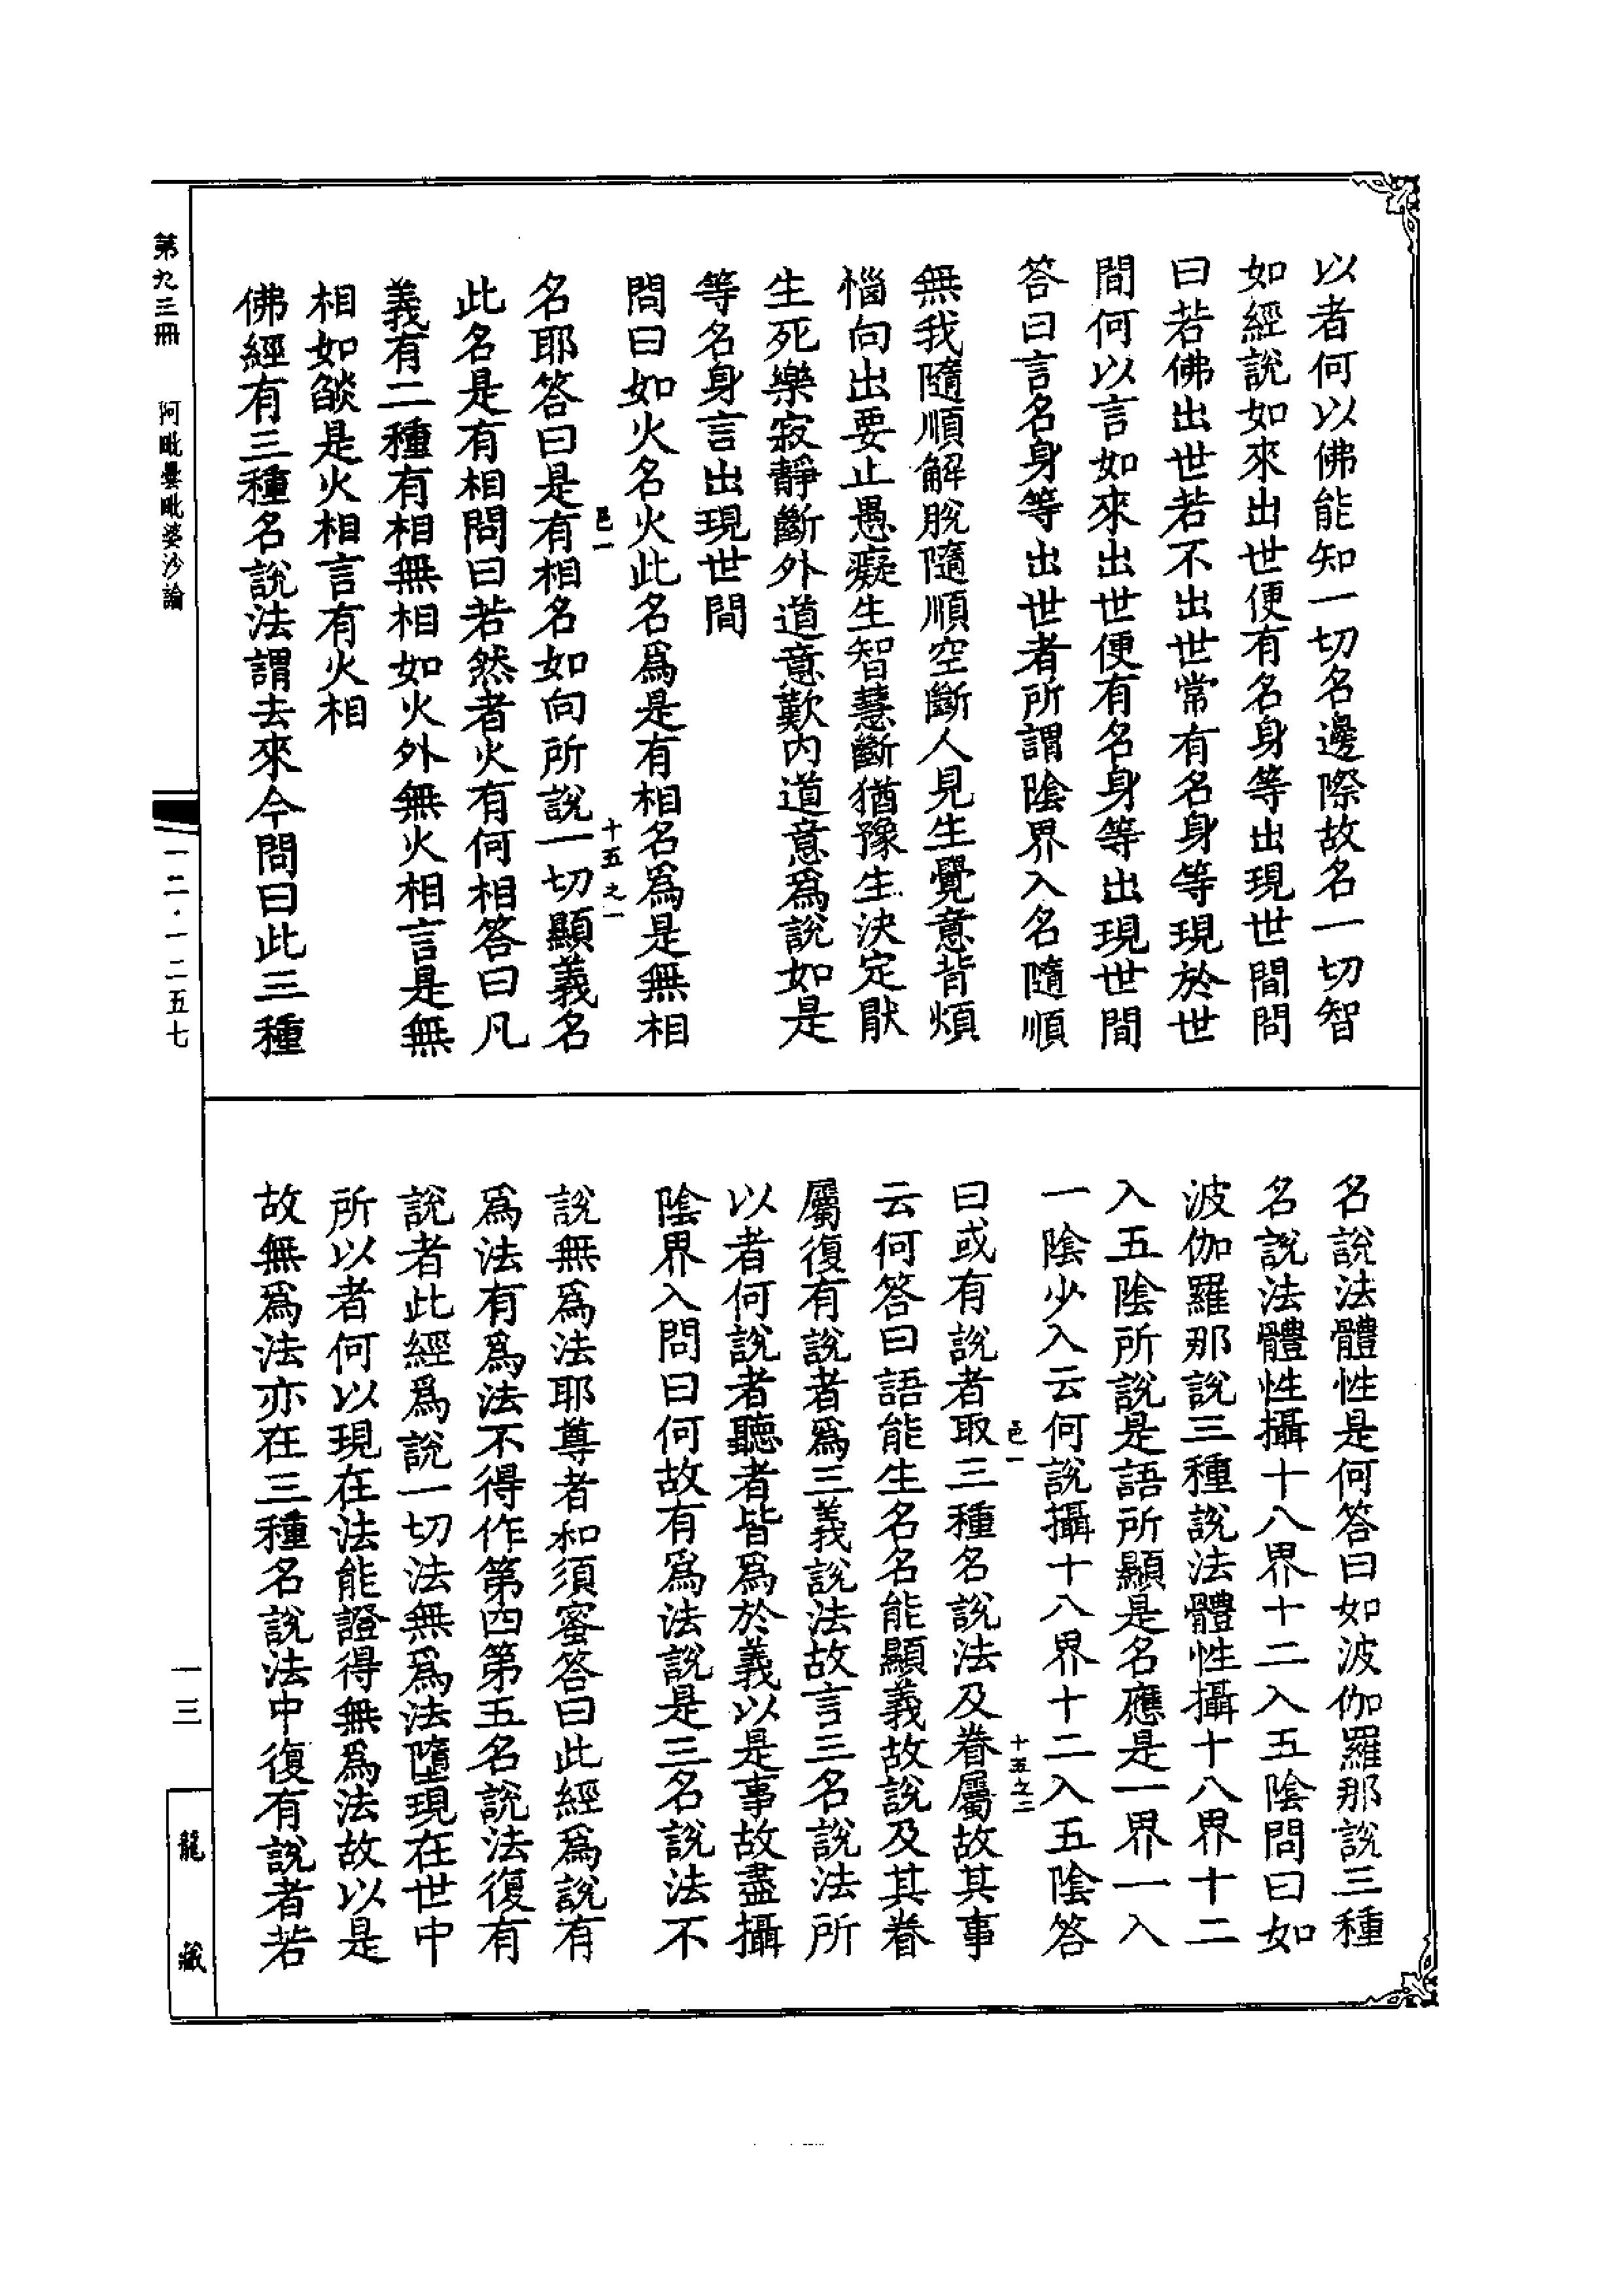 以者何以佛能知一切名邊際故名一切智
如經說如來出世便有名身等出現世間問
曰若佛出世若不出世常有名身等現於世
間何以言如來出世便有名身等出現世間
答曰言名身等出世者所謂陰界入名隨順
無我隨順解脫隨順空斷人見生覺意背煩
惱向出要止愚癡生智慧斷猶豫生決定厭
生死樂寂靜斷外道意歎內道意爲說如是
等名身言出現世間
問曰如火名火此名爲是有相名爲是無相
邑一 十五之一
名耶答曰是有相名如向所說一切顯義名
此名是有相問曰若然者火有何相答曰凡
義有二種有相無相如火外無火相言是無
相如燄是火相言有火相
佛經有三種名說法謂去來今問曰此三種
名說法體性是何答曰如波伽羅那說三種
名說法體性攝十八界十二入五陰問曰如
波伽羅那說三種說法體性攝十八界十二
入五陰所說是語所顯是名應是一界一入
一陰少入云何說攝十八界十二入五陰答
邑一 十五之二
曰或有說者取三種名說法及眷屬故其事
云何答曰語能生名名能顯義故說及其眷
屬復有說者爲三義說法故言三名說法所
以者何說者聽者皆爲於義以是事故盡攝
陰界入問曰何故有爲法說是三名說法不
說無爲法耶尊者和須蜜答曰此經爲說有
爲法有爲法不得作第四第五名說法復有
說者此經爲說一切法無爲法墮現在世中
所以者何以現在法能證得無爲法故以是
故無爲法亦在三種名說法中復有說者若
第九三冊 阿毗曇毗婆沙論
一二·一二五七
一三
龍藏